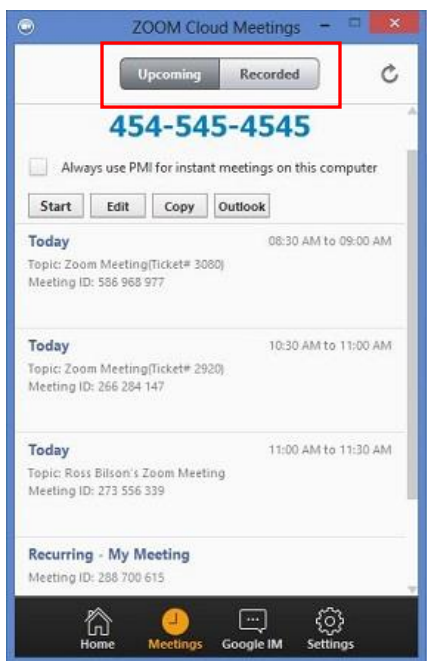 ZOOM Cloud Meetings
Upcoming Recorded
454-545-4545
Always use PMI for instant meetings on this computer
Start Edit Copy Outlook
Today 08:30 AM to 09:00 AM
Topic: Zoom Meeting(Ticket# 3080)
Meeting ID: 586 968 977
Today 10:30 AM to 11:00 AM
Topic: Zoom Meeting(Ticket# 2920)
Meeting ID: 266 284 147
Today 11:00 AM to 11:30 AM
Topic: Ross Bilson's Zoom Meeting
Meeting ID: 273 556 339
Recurring - My Meeting
Meeting ID: 288 700 615
Home Meetings Google IM Settings